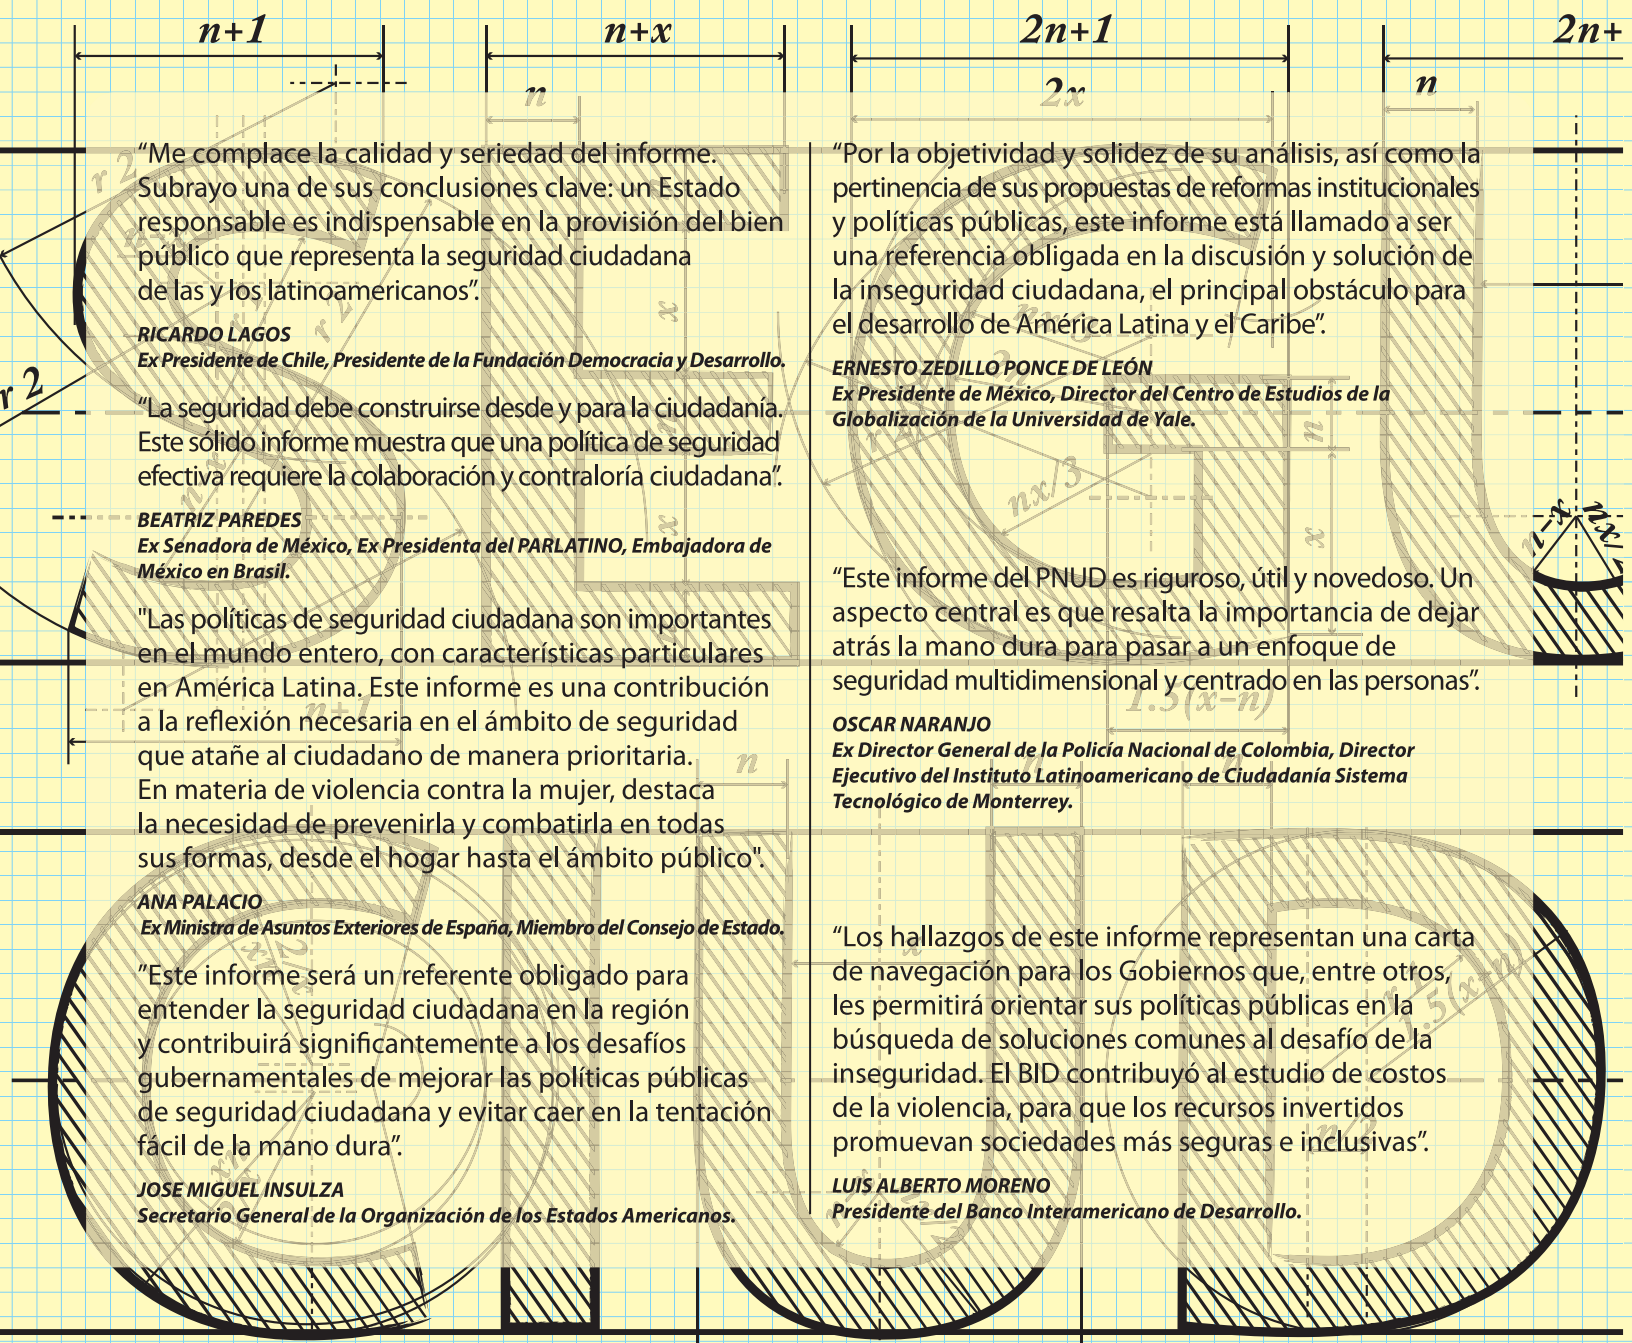 n+1
n+x
2n+1
2n+
n
2x
n
“Me complace la calidad y seriedad del informe.
Subrayo una de sus conclusiones clave: un Estado
responsable es indispensable en la provisión del bien
público que representa la seguridad ciudadana
de las y los latinoamericanos”.
RICARDO LAGOS
Ex Presidente de Chile, Presidente de la Fundación Democracia y Desarrollo.
“La seguridad debe construirse desde y para la ciudadanía.
Este sólido informe muestra que una política de seguridad
efectiva requiere la colaboración y contraloría ciudadana”.
BEATRIZ PAREDES
Ex Senadora de México, Ex Presidenta del PARLATINO, Embajadora de
México en Brasil.
"Las políticas de seguridad ciudadana son importantes
en el mundo entero, con características particulares
en América Latina. Este informe es una contribución
a la reflexión necesaria en el ámbito de seguridad
que atañe al ciudadano de manera prioritaria.
En materia de violencia contra la mujer, destaca
la necesidad de prevenirla y combatirla en todas
sus formas, desde el hogar hasta el ámbito público".
ANA PALACIO
Ex Ministra de Asuntos Exteriores de España, Miembro del Consejo de Estado.
”Este informe será un referente obligado para
entender la seguridad ciudadana en la región
y contribuirá significantemente a los desafíos
gubernamentales de mejorar las políticas públicas
de seguridad ciudadana y evitar caer en la tentación
fácil de la mano dura”.
JOSE MIGUEL INSULZA
Secretario General de la Organización de los Estados Americanos.
“Por la objetividad y solidez de su análisis, así como la
pertinencia de sus propuestas de reformas institucionales
y políticas públicas, este informe está llamado a ser
una referencia obligada en la discusión y solución de
la inseguridad ciudadana, el principal obstáculo para
el desarrollo de América Latina y el Caribe”.
ERNESTO ZEDILLO PONCE DE LEÓN
Ex Presidente de México, Director del Centro de Estudios de la
Globalización de la Universidad de Yale.
“Este informe del PNUD es riguroso, útil y novedoso. Un
aspecto central es que resalta la importancia de dejar
atrás la mano dura para pasar a un enfoque de
seguridad multidimensional y centrado en las personas”.
OSCAR NARANJO
Ex Director General de la Policía Nacional de Colombia, Director
Ejecutivo del Instituto Latinoamericano de Ciudadanía Sistema
Tecnológico de Monterrey.
“Los hallazgos de este informe representan una carta
de navegación para los Gobiernos que, entre otros,
les permitirá orientar sus políticas públicas en la
búsqueda de soluciones comunes al desafío de la
inseguridad. El BID contribuyó al estudio de costos
de la violencia, para que los recursos invertidos
promuevan sociedades más seguras e inclusivas”.
LUIS ALBERTO MORENO
Presidente del Banco Interamericano de Desarrollo.
r 2
r 2
r 2
nx/3
n+1
1.5(x-n)
n
n
n
x
x
x
n
x
n-x
nx/
1.5(x+n)
SEGU
CIUD